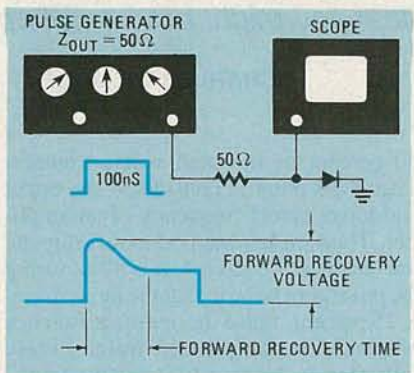 PULSE GENERATOR
Z_OUT = 50Ω
SCOPE
50Ω
100nS
FORWARD RECOVERY
VOLTAGE
FORWARD RECOVERY TIME